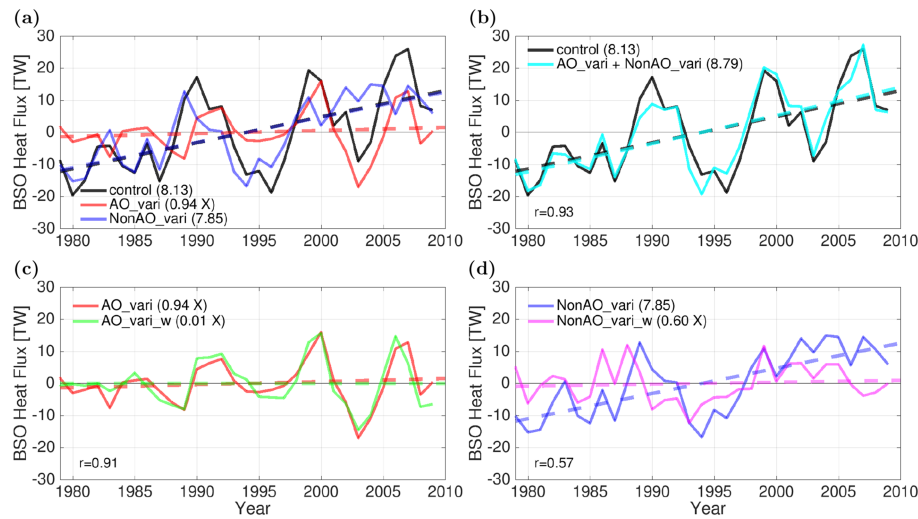 (a)
BSO Heat Flux [TW]
30
20
10
0
-10
-20
-30
control (8.13)
AO_vari (0.94 X)
NonAO_vari (7.85)
1980 1985 1990 1995 2000 2005 2010
(b)
BSO Heat Flux [TW]
30
20
10
0
-10
-20
-30
control (8.13)
AO_vari + NonAO_vari (8.79)
r=0.93
1980 1985 1990 1995 2000 2005 2010
(c)
BSO Heat Flux [TW]
30
20
10
0
-10
-20
-30
AO_vari (0.94 X)
AO_vari_w (0.01 X)
r=0.91
1980 1985 1990 1995 2000 2005 2010
Year
(d)
BSO Heat Flux [TW]
30
20
10
0
-10
-20
-30
NonAO_vari (7.85)
NonAO_vari_w (0.60 X)
r=0.57
1980 1985 1990 1995 2000 2005 2010
Year